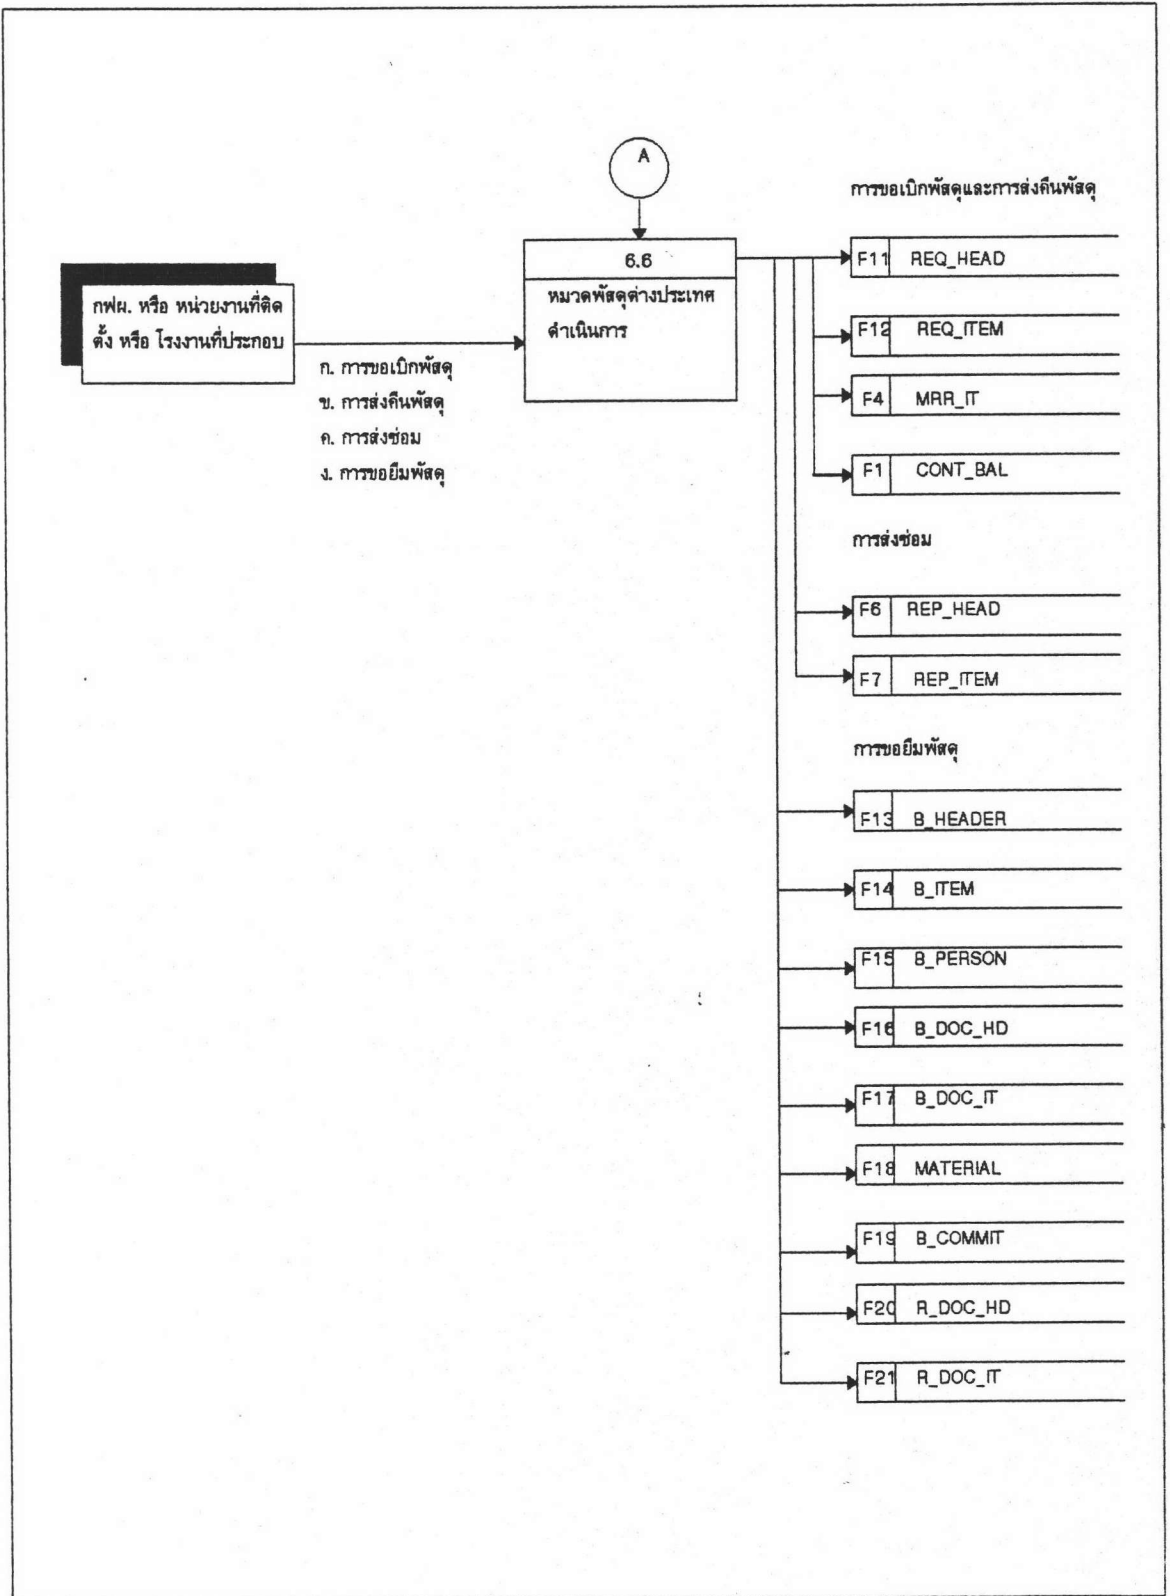 A
การขอเบิกพัสดุและการส่งคืนพัสดุ
6.6
หมวดพัสดุต่างประเทศ
ดำเนินการ
กฟผ. หรือ หน่วยงานที่ติด
ตั้ง หรือ โรงงานที่ประกอบ
ก. การขอเบิกพัสดุ
ข. การส่งคืนพัสดุ
ค. การส่งซ่อม
ง. การขอยืมพัสดุ
F11 REQ_HEAD
F12 REQ_ITEM
F4 MRR_IT
F1 CONT_BAL
การส่งซ่อม
F6 REP_HEAD
F7 REP_ITEM
การขอยืมพัสดุ
F13 B_HEADER
F14 B_ITEM
F15 B_PERSON
F16 B_DOC_HD
F17 B_DOC_IT
F18 MATERIAL
F19 B_COMMIT
F20 R_DOC_HD
F21 R_DOC_IT